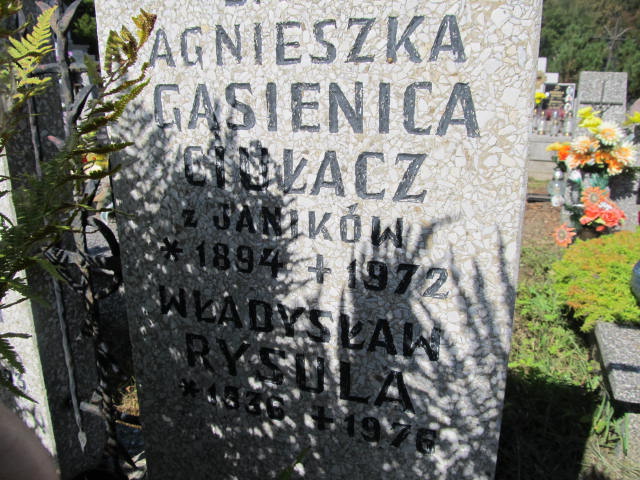 AGNIESZKA
GĄSIENICA
CIUŁACZ
z JANIKÓW
*1894 +1972
WŁADYSŁAW
RYSULA
*1936 +1976